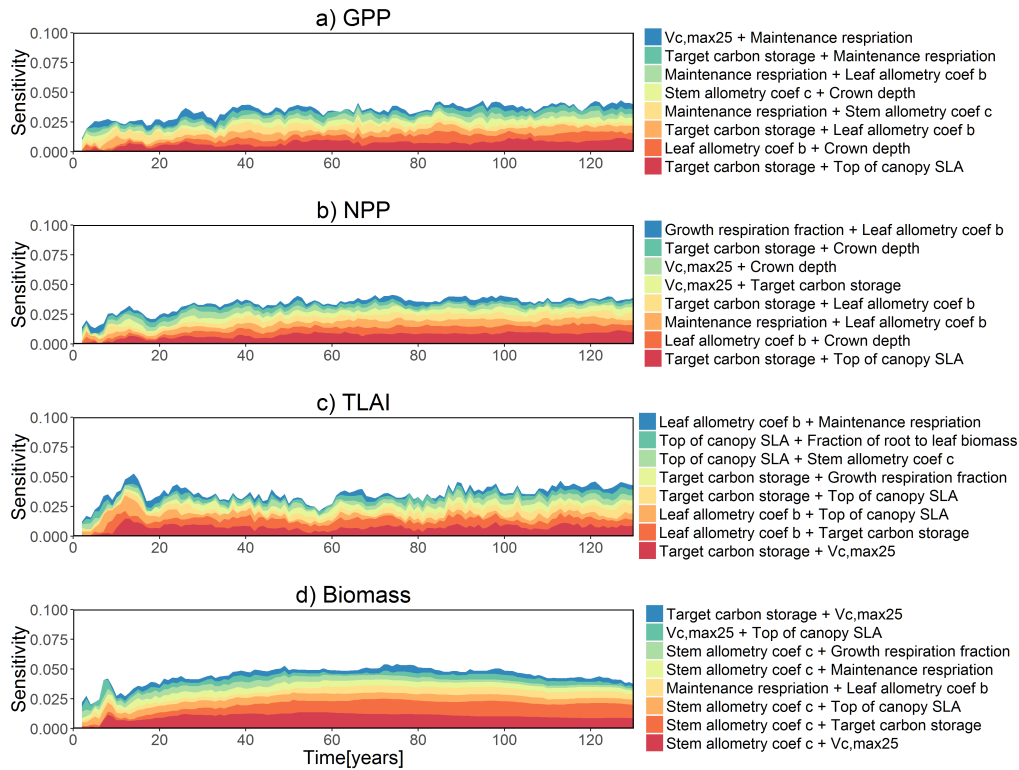 a) GPP
Sensitivity
0.100
0.075
0.050
0.025
0.000
0 20 40 60 80 100 120
Vc,max25 + Maintenance respriation
Target carbon storage + Maintenance respriation
Maintenance respriation + Leaf allometry coef b
Stem allometry coef c + Crown depth
Maintenance respriation + Stem allometry coef c
Target carbon storage + Leaf allometry coef b
Leaf allometry coef b + Crown depth
Target carbon storage + Top of canopy SLA
b) NPP
Sensitivity
0.100
0.075
0.050
0.025
0.000
0 20 40 60 80 100 120
Growth respiration fraction + Leaf allometry coef b
Target carbon storage + Crown depth
Vc,max25 + Crown depth
Vc,max25 + Target carbon storage
Target carbon storage + Leaf allometry coef b
Maintenance respriation + Leaf allometry coef b
Leaf allometry coef b + Crown depth
Target carbon storage + Top of canopy SLA
c) TLAI
Sensitivity
0.100
0.075
0.050
0.025
0.000
0 20 40 60 80 100 120
Leaf allometry coef b + Maintenance respriation
Top of canopy SLA + Fraction of root to leaf biomass
Top of canopy SLA + Stem allometry coef c
Target carbon storage + Growth respiration fraction
Target carbon storage + Top of canopy SLA
Leaf allometry coef b + Top of canopy SLA
Leaf allometry coef b + Target carbon storage
Target carbon storage + Vc,max25
d) Biomass
Sensitivity
0.100
0.075
0.050
0.025
0.000
0 20 40 60 80 100 120
Time[years]
Target carbon storage + Vc,max25
Vc,max25 + Top of canopy SLA
Stem allometry coef c + Growth respiration fraction
Stem allometry coef c + Maintenance respriation
Maintenance respriation + Leaf allometry coef b
Stem allometry coef c + Top of canopy SLA
Stem allometry coef c + Target carbon storage
Stem allometry coef c + Vc,max25